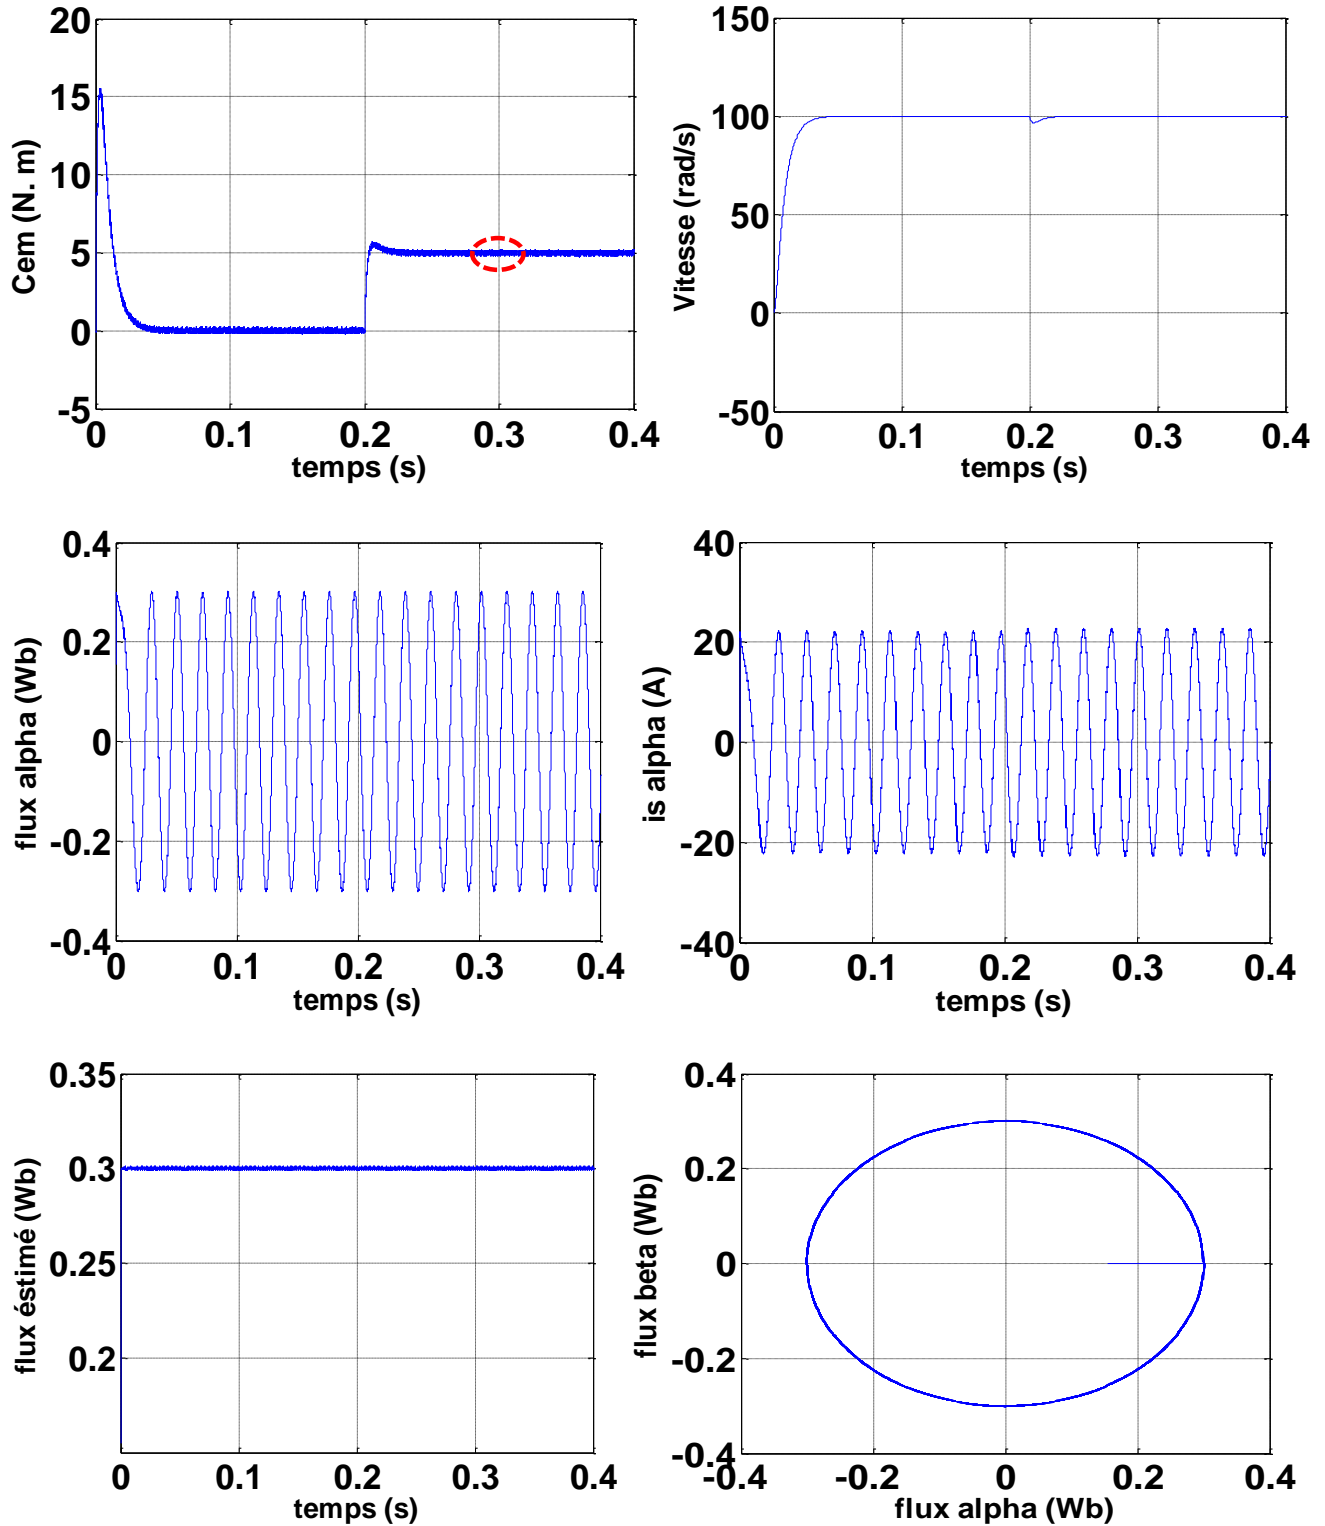 20
15
10
5
0
-5
0 0.1 0.2 0.3 0.4
temps (s)
Cem (N. m)
150
100
50
0
-50
0 0.1 0.2 0.3 0.4
temps (s)
Vitesse (rad/s)
0.4
0.2
0
-0.2
-0.4
0 0.1 0.2 0.3 0.4
temps (s)
flux alpha (Wb)
40
20
0
-20
-40
0 0.1 0.2 0.3 0.4
temps (s)
is alpha (A)
0.35
0.3
0.25
0.2
0 0.1 0.2 0.3 0.4
temps (s)
flux éstimé (Wb)
0.4
0.2
0
-0.2
-0.4
-0.4 -0.2 0 0.2 0.4
flux alpha (Wb)
flux beta (Wb)